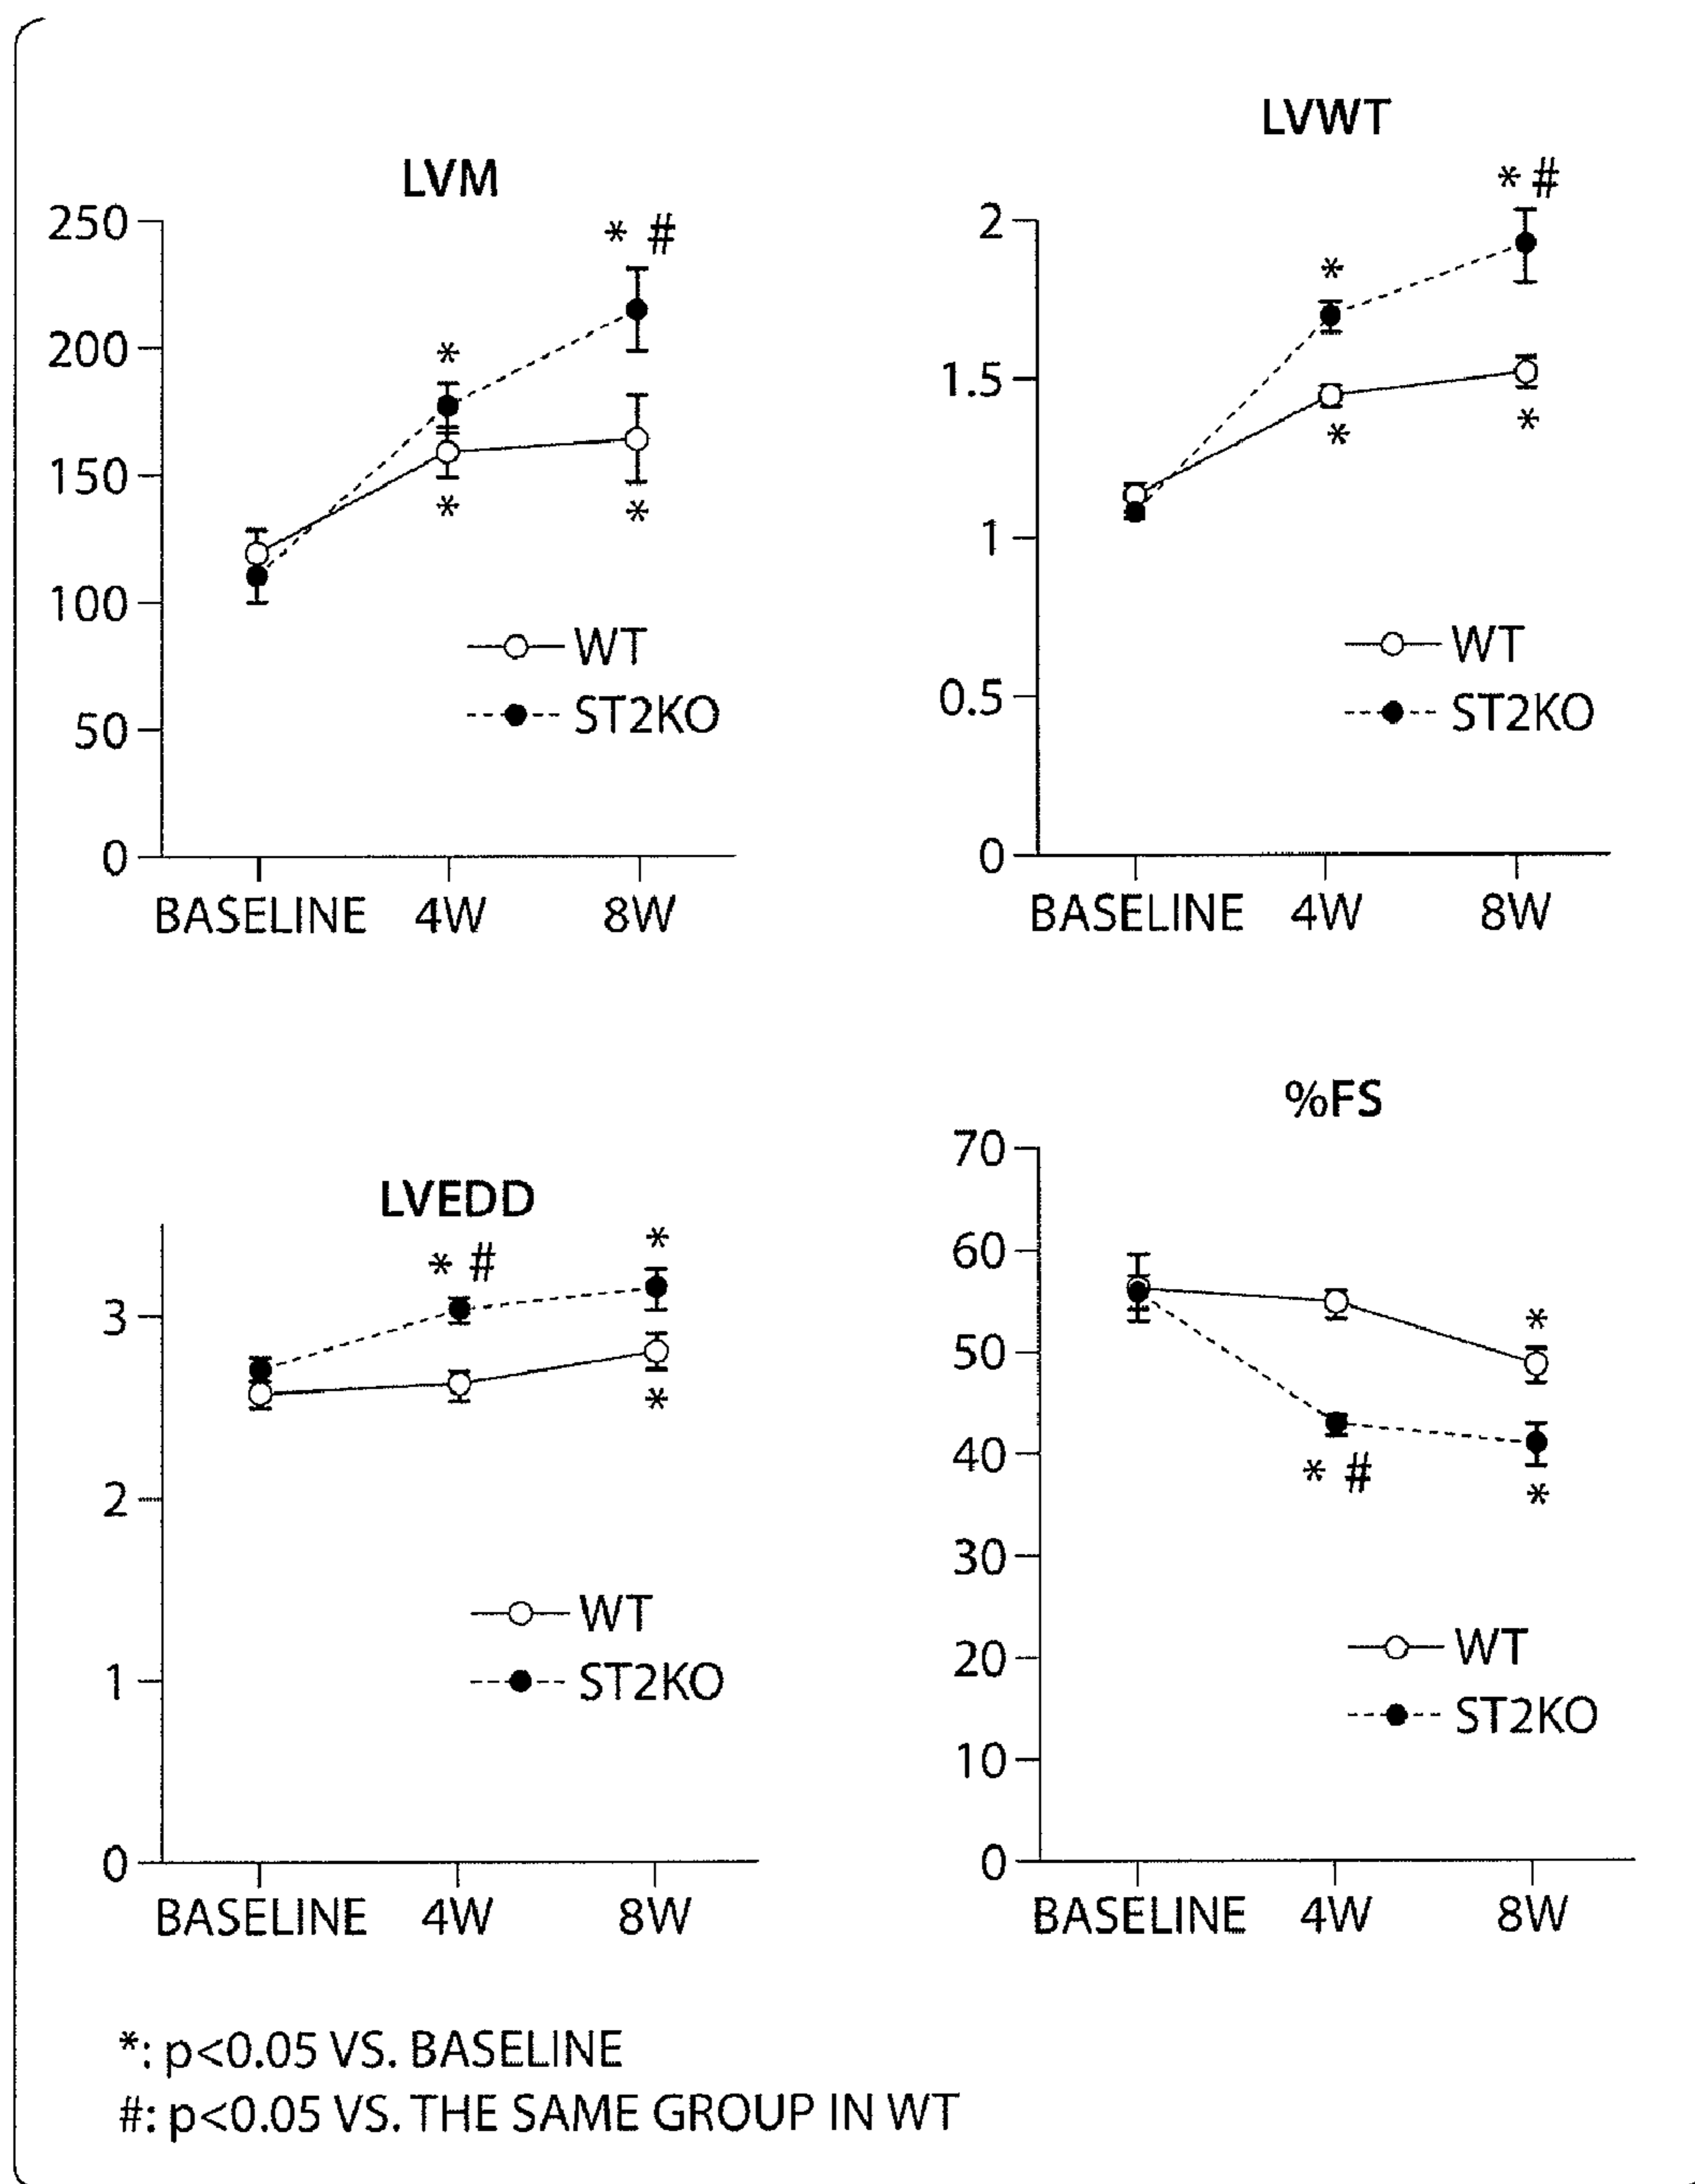 LVM
250
200
150
100
50
0
* #
*
*
*
WT
ST2KO
BASELINE 4W 8W
LVWT
2
1.5
1
0.5
0
* #
*
*
*
WT
ST2KO
BASELINE 4W 8W
LVEDD
3
2
1
0
* #
*
*
WT
ST2KO
BASELINE 4W 8W
%FS
70
60
50
40
30
20
10
0
*
* #
*
WT
ST2KO
BASELINE 4W 8W
*: p<0.05 VS. BASELINE
#: p<0.05 VS. THE SAME GROUP IN WT